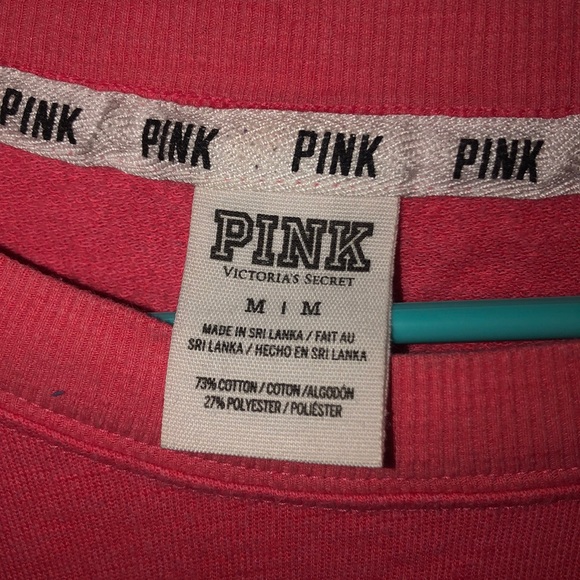 PINK PINK PINK PINK
PINK
VICTORIA'S SECRET
M | M
MADE IN SRI LANKA / FAIT AU
SRI LANKA / HECHO EN SRI LANKA
73% COTTON / COTON / ALGODÓN
27% POLYESTER / POLIÉSTER